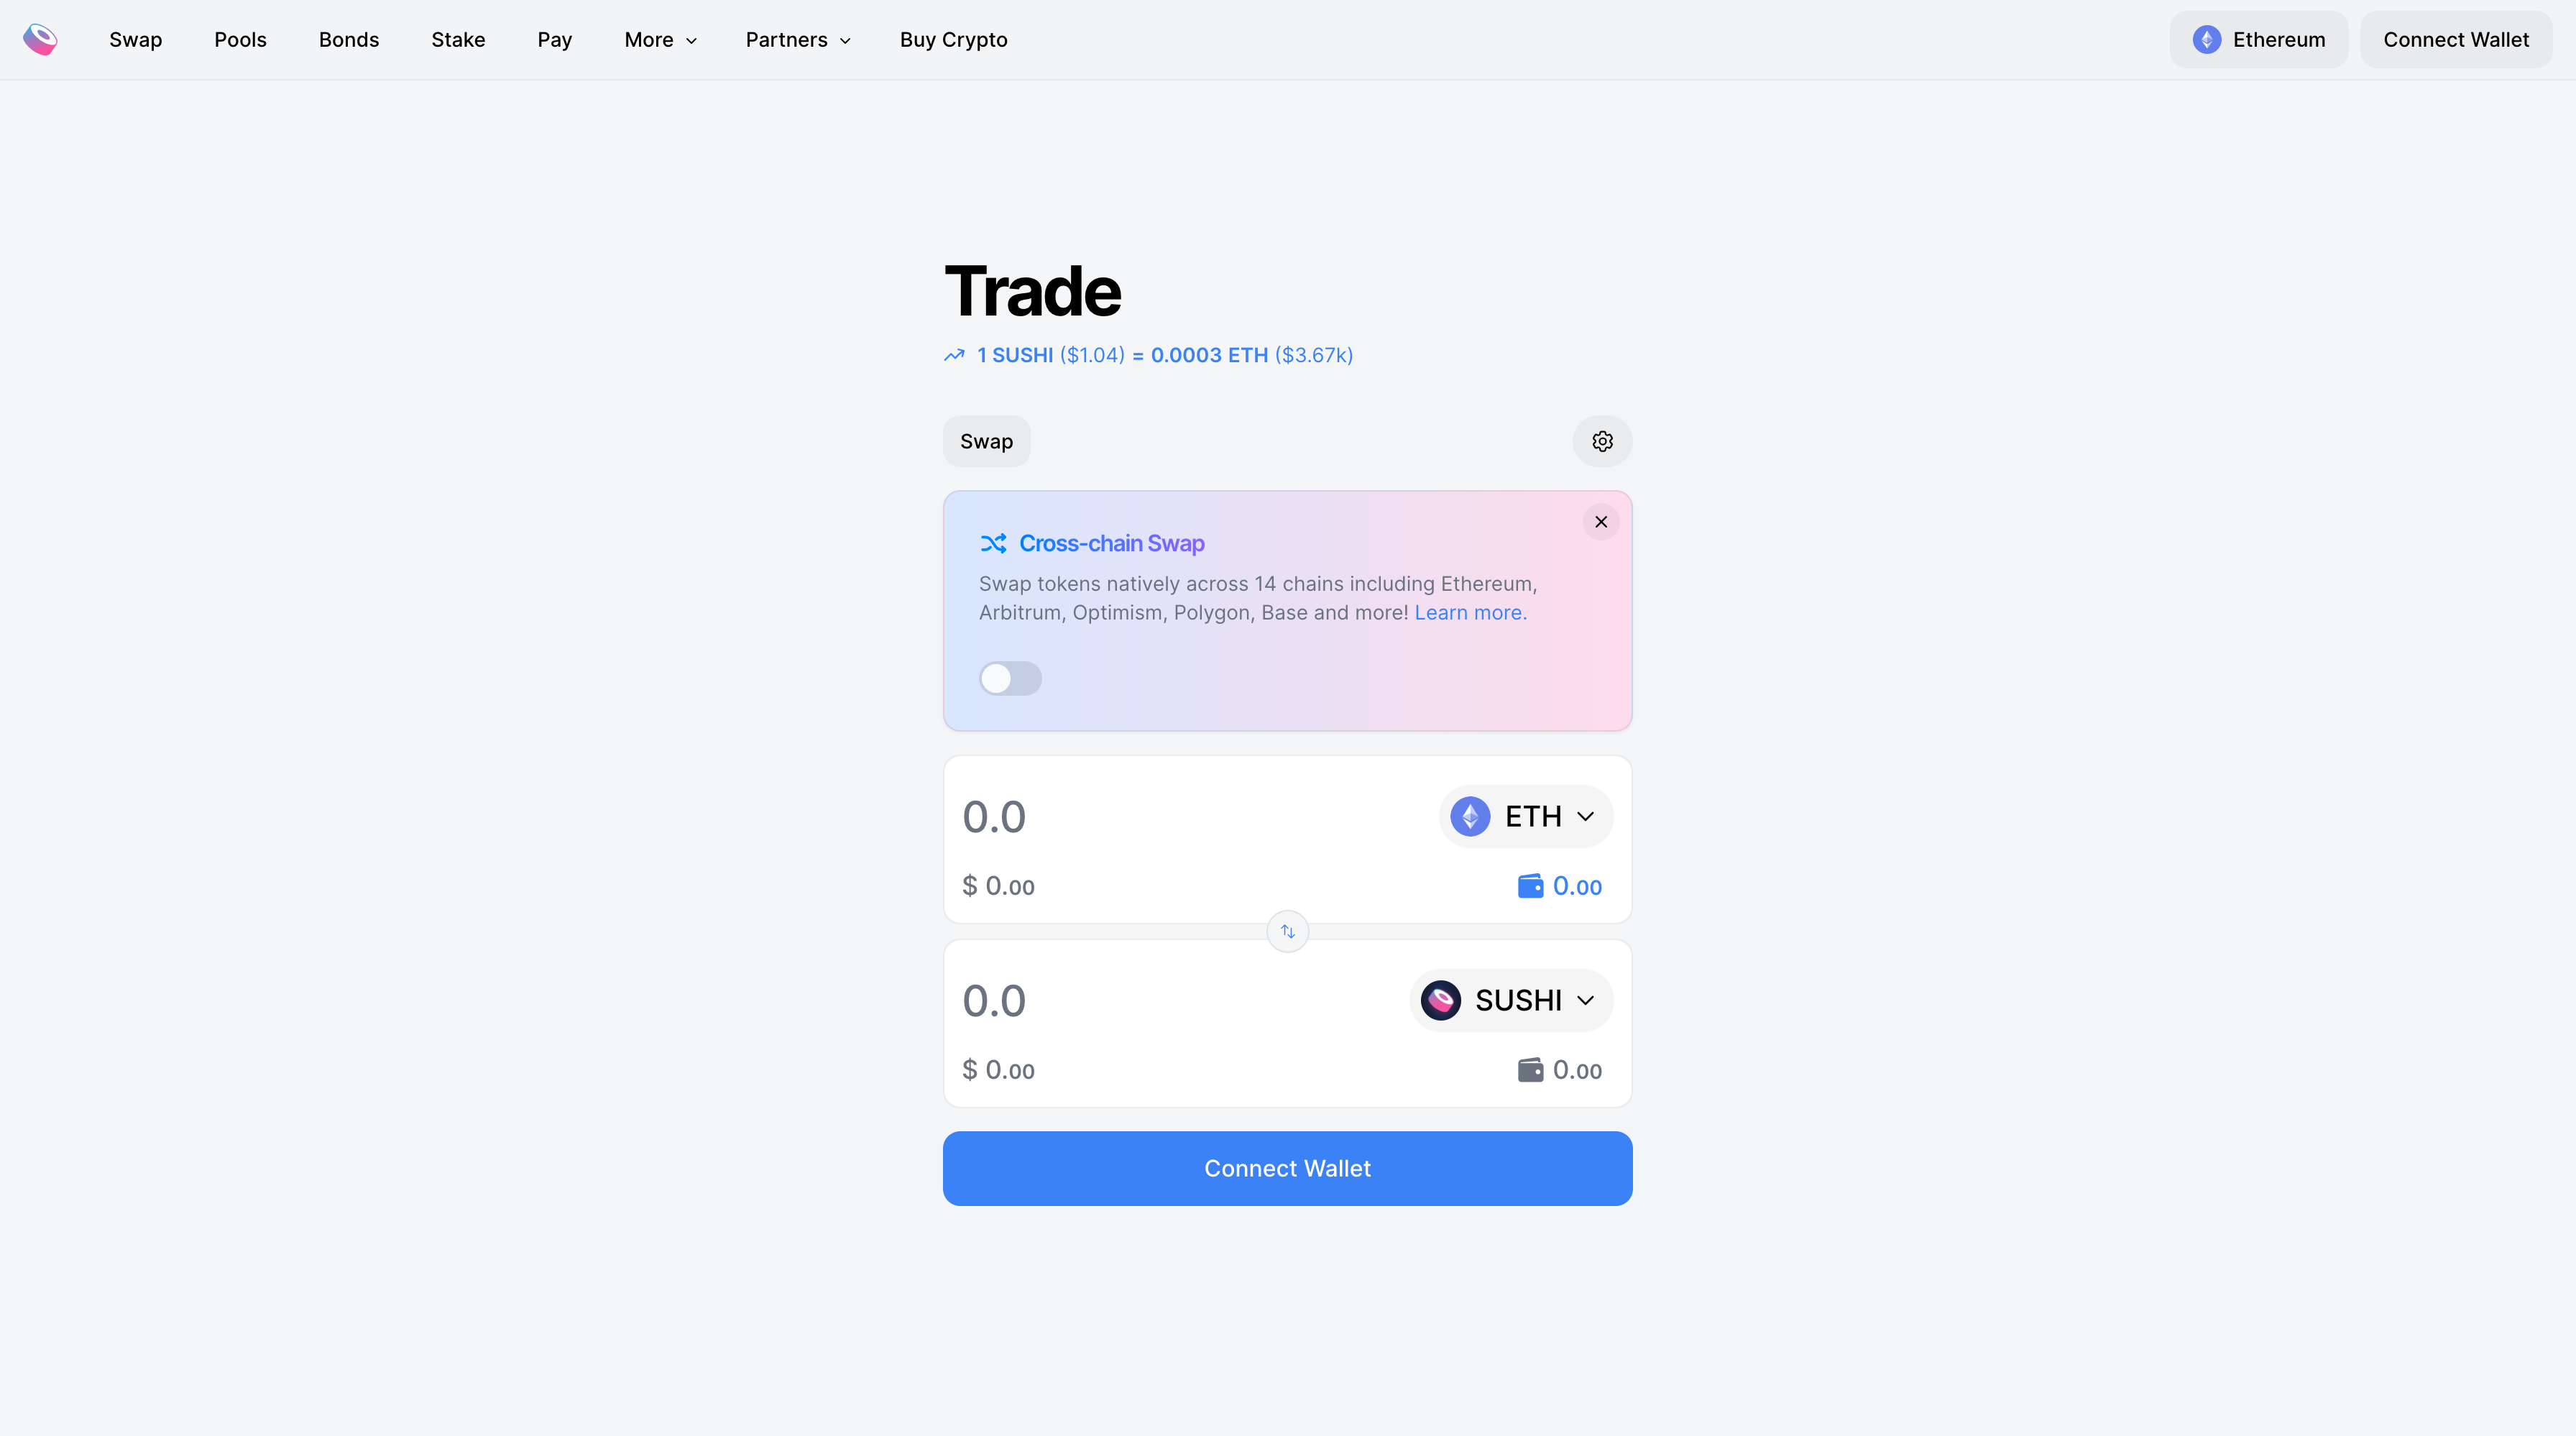 Swap Pools Bonds Stake Pay More Partners Buy Crypto Ethereum Connect Wallet
Trade
1 SUSHI ($1.04) = 0.0003 ETH ($3.67k)
Swap
Cross-chain Swap
Swap tokens natively across 14 chains including Ethereum,
Arbitrum, Optimism, Polygon, Base and more! Learn more.
0.0 ETH
$ 0.00 0.00
0.0 SUSHI
$ 0.00 0.00
Connect Wallet